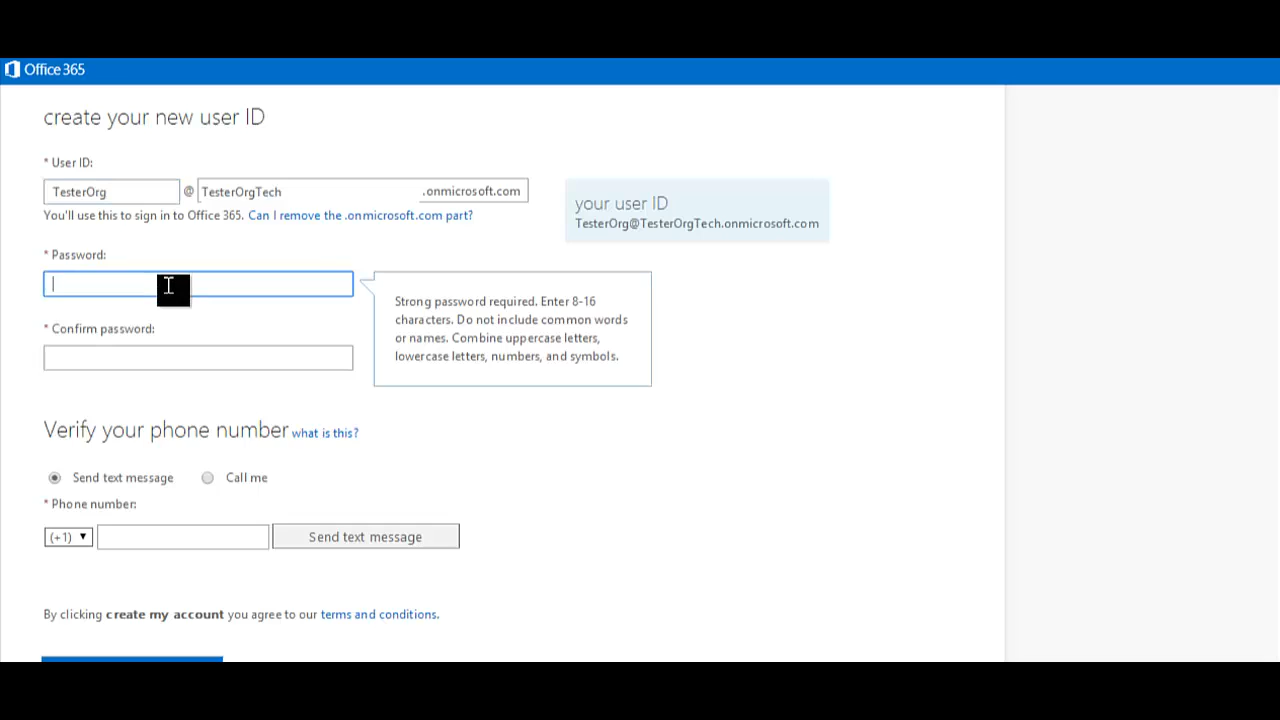 Office 365
create your new user ID
* User ID:
TesterOrg @ TesterOrgTech .onmicrosoft.com
You'll use this to sign in to Office 365. Can I remove the .onmicrosoft.com part?
your user ID
TesterOrg@TesterOrgTech.onmicrosoft.com
* Password:
Strong password required. Enter 8-16
characters. Do not include common words
or names. Combine uppercase letters,
lowercase letters, numbers, and symbols.
* Confirm password:
Verify your phone number what is this?
Send text message Call me
* Phone number:
(+1) Send text message
By clicking create my account you agree to our terms and conditions.